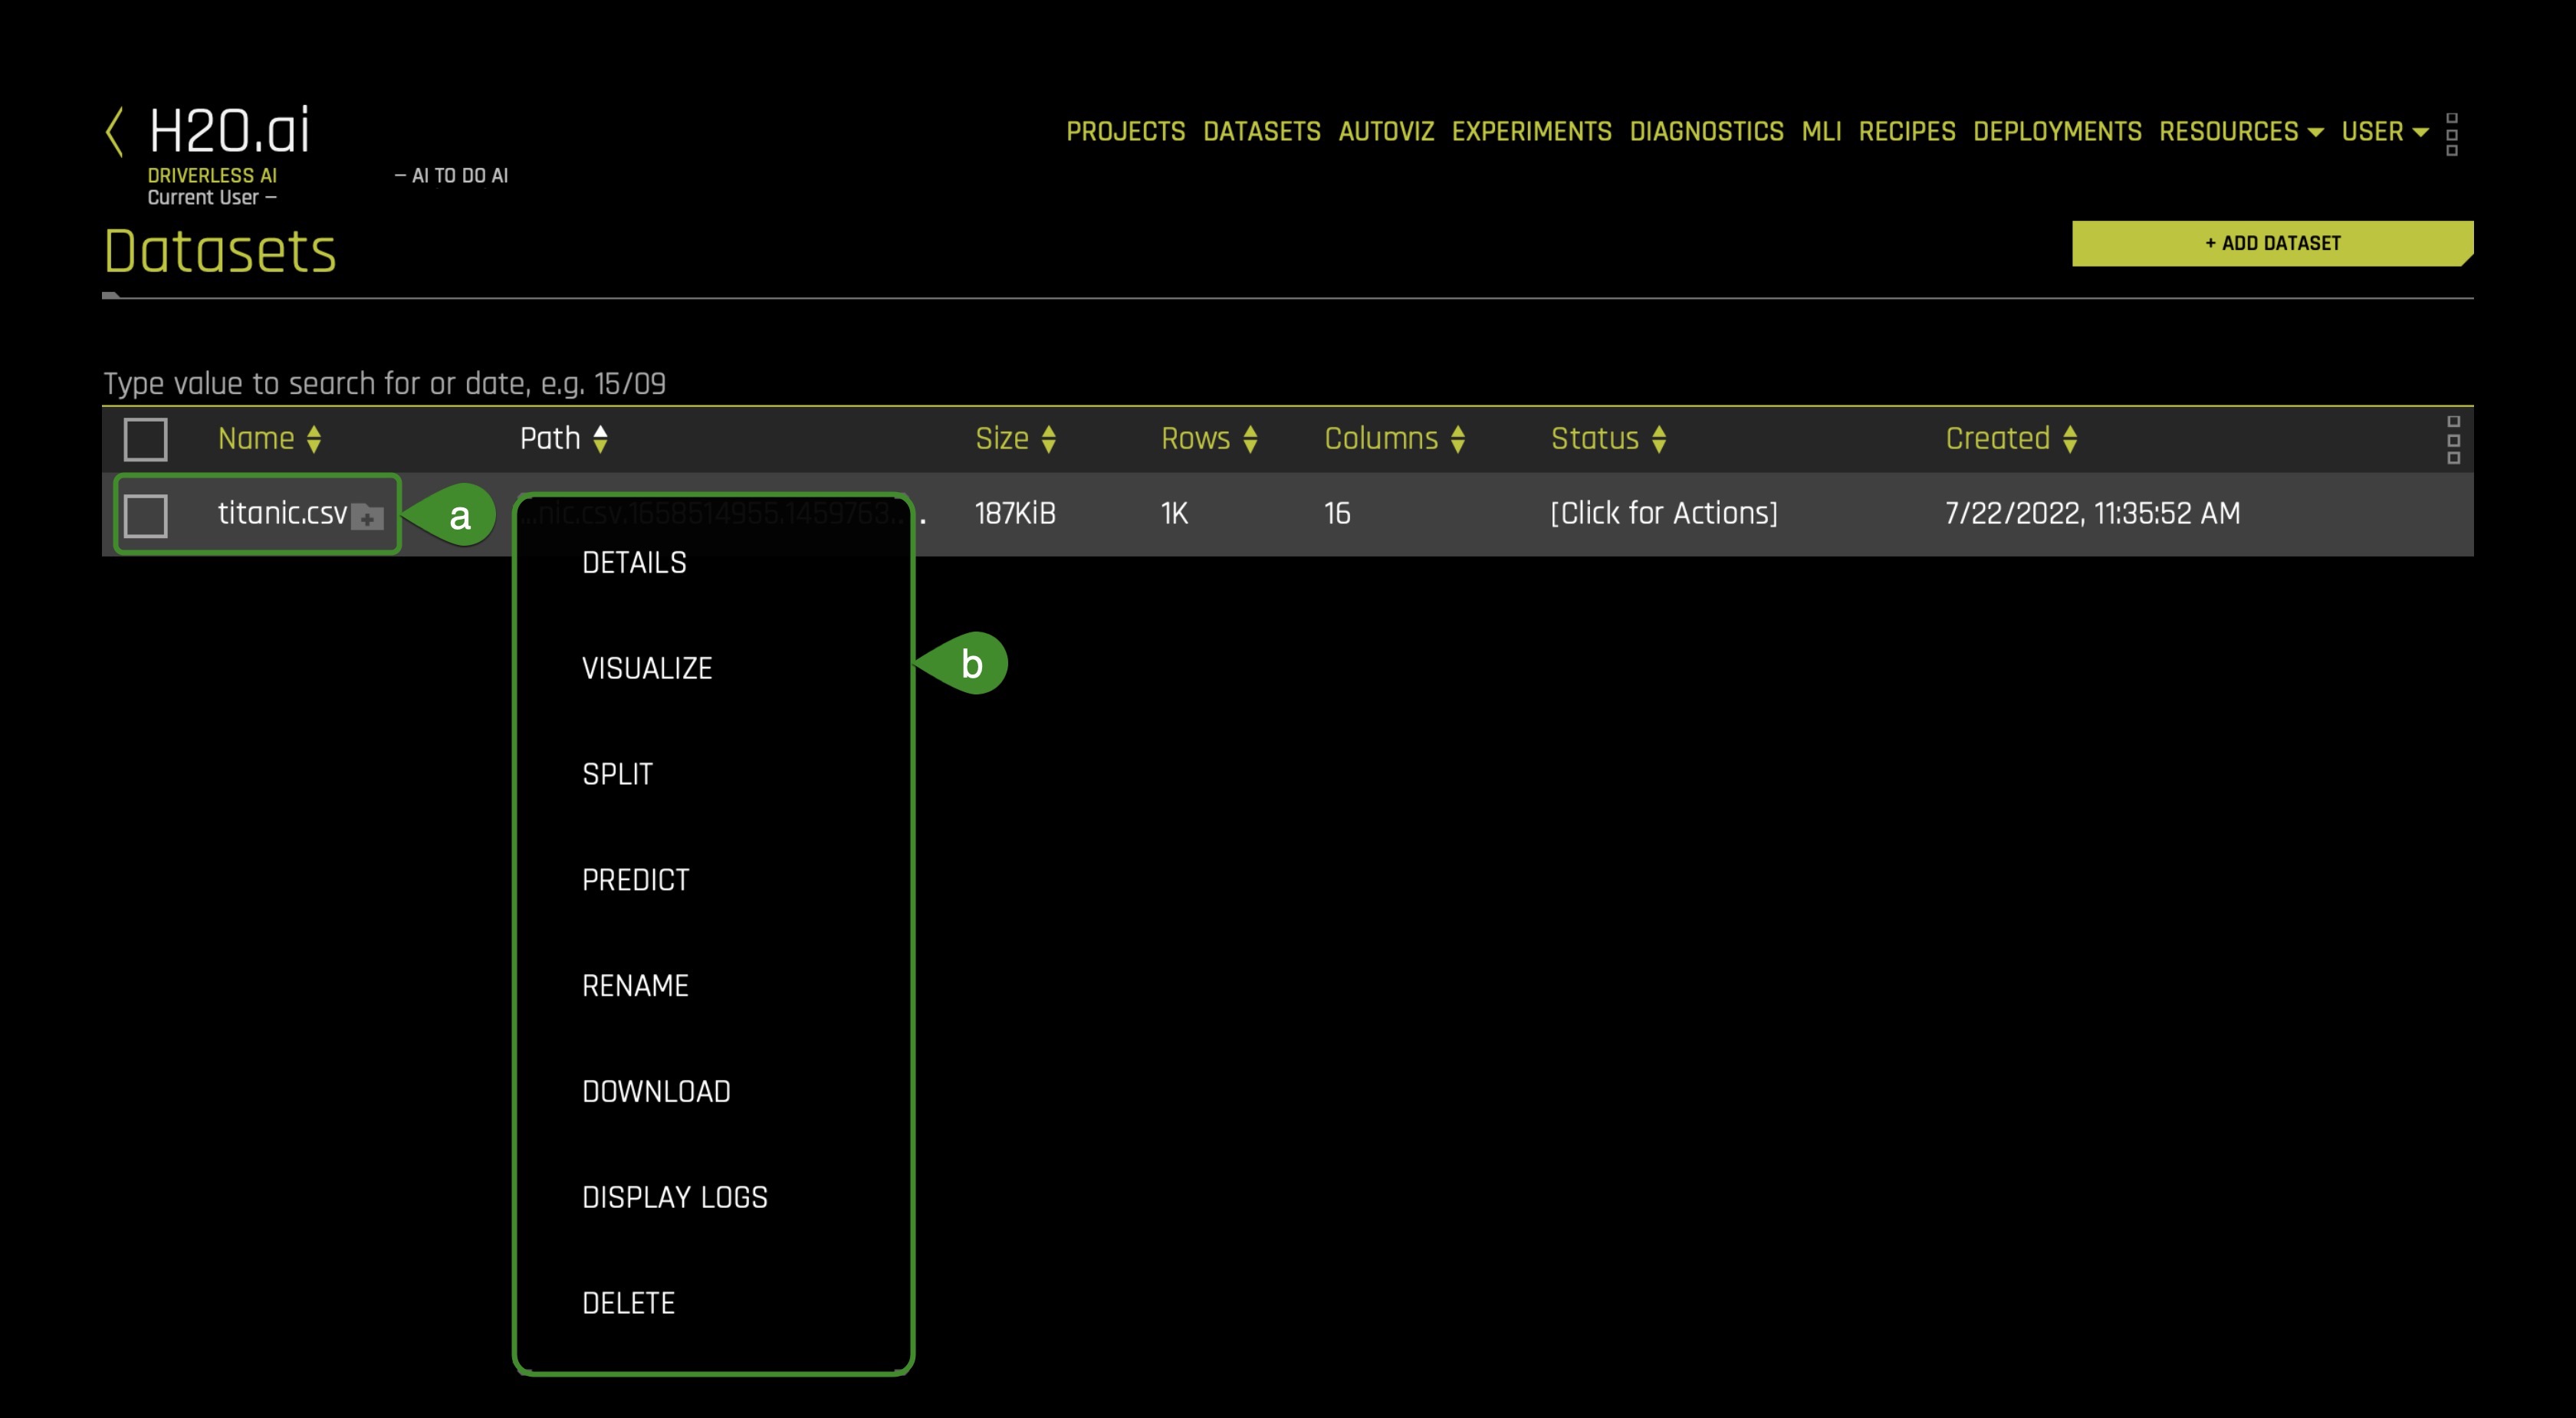 H2O.ai
PROJECTS DATASETS AUTOVIZ EXPERIMENTS DIAGNOSTICS MLI RECIPES DEPLOYMENTS RESOURCES USER
DRIVERLESS AI — AI TO DO AI
Current User —
Datasets
+ ADD DATASET
Type value to search for or date, e.g. 15/09
Name Path Size Rows Columns Status Created
titanic.csv a ...nic.csv.1658514955.1459763... 187KiB 1K 16 [Click for Actions] 7/22/2022, 11:35:52 AM
DETAILS
VISUALIZE
b
SPLIT
PREDICT
RENAME
DOWNLOAD
DISPLAY LOGS
DELETE